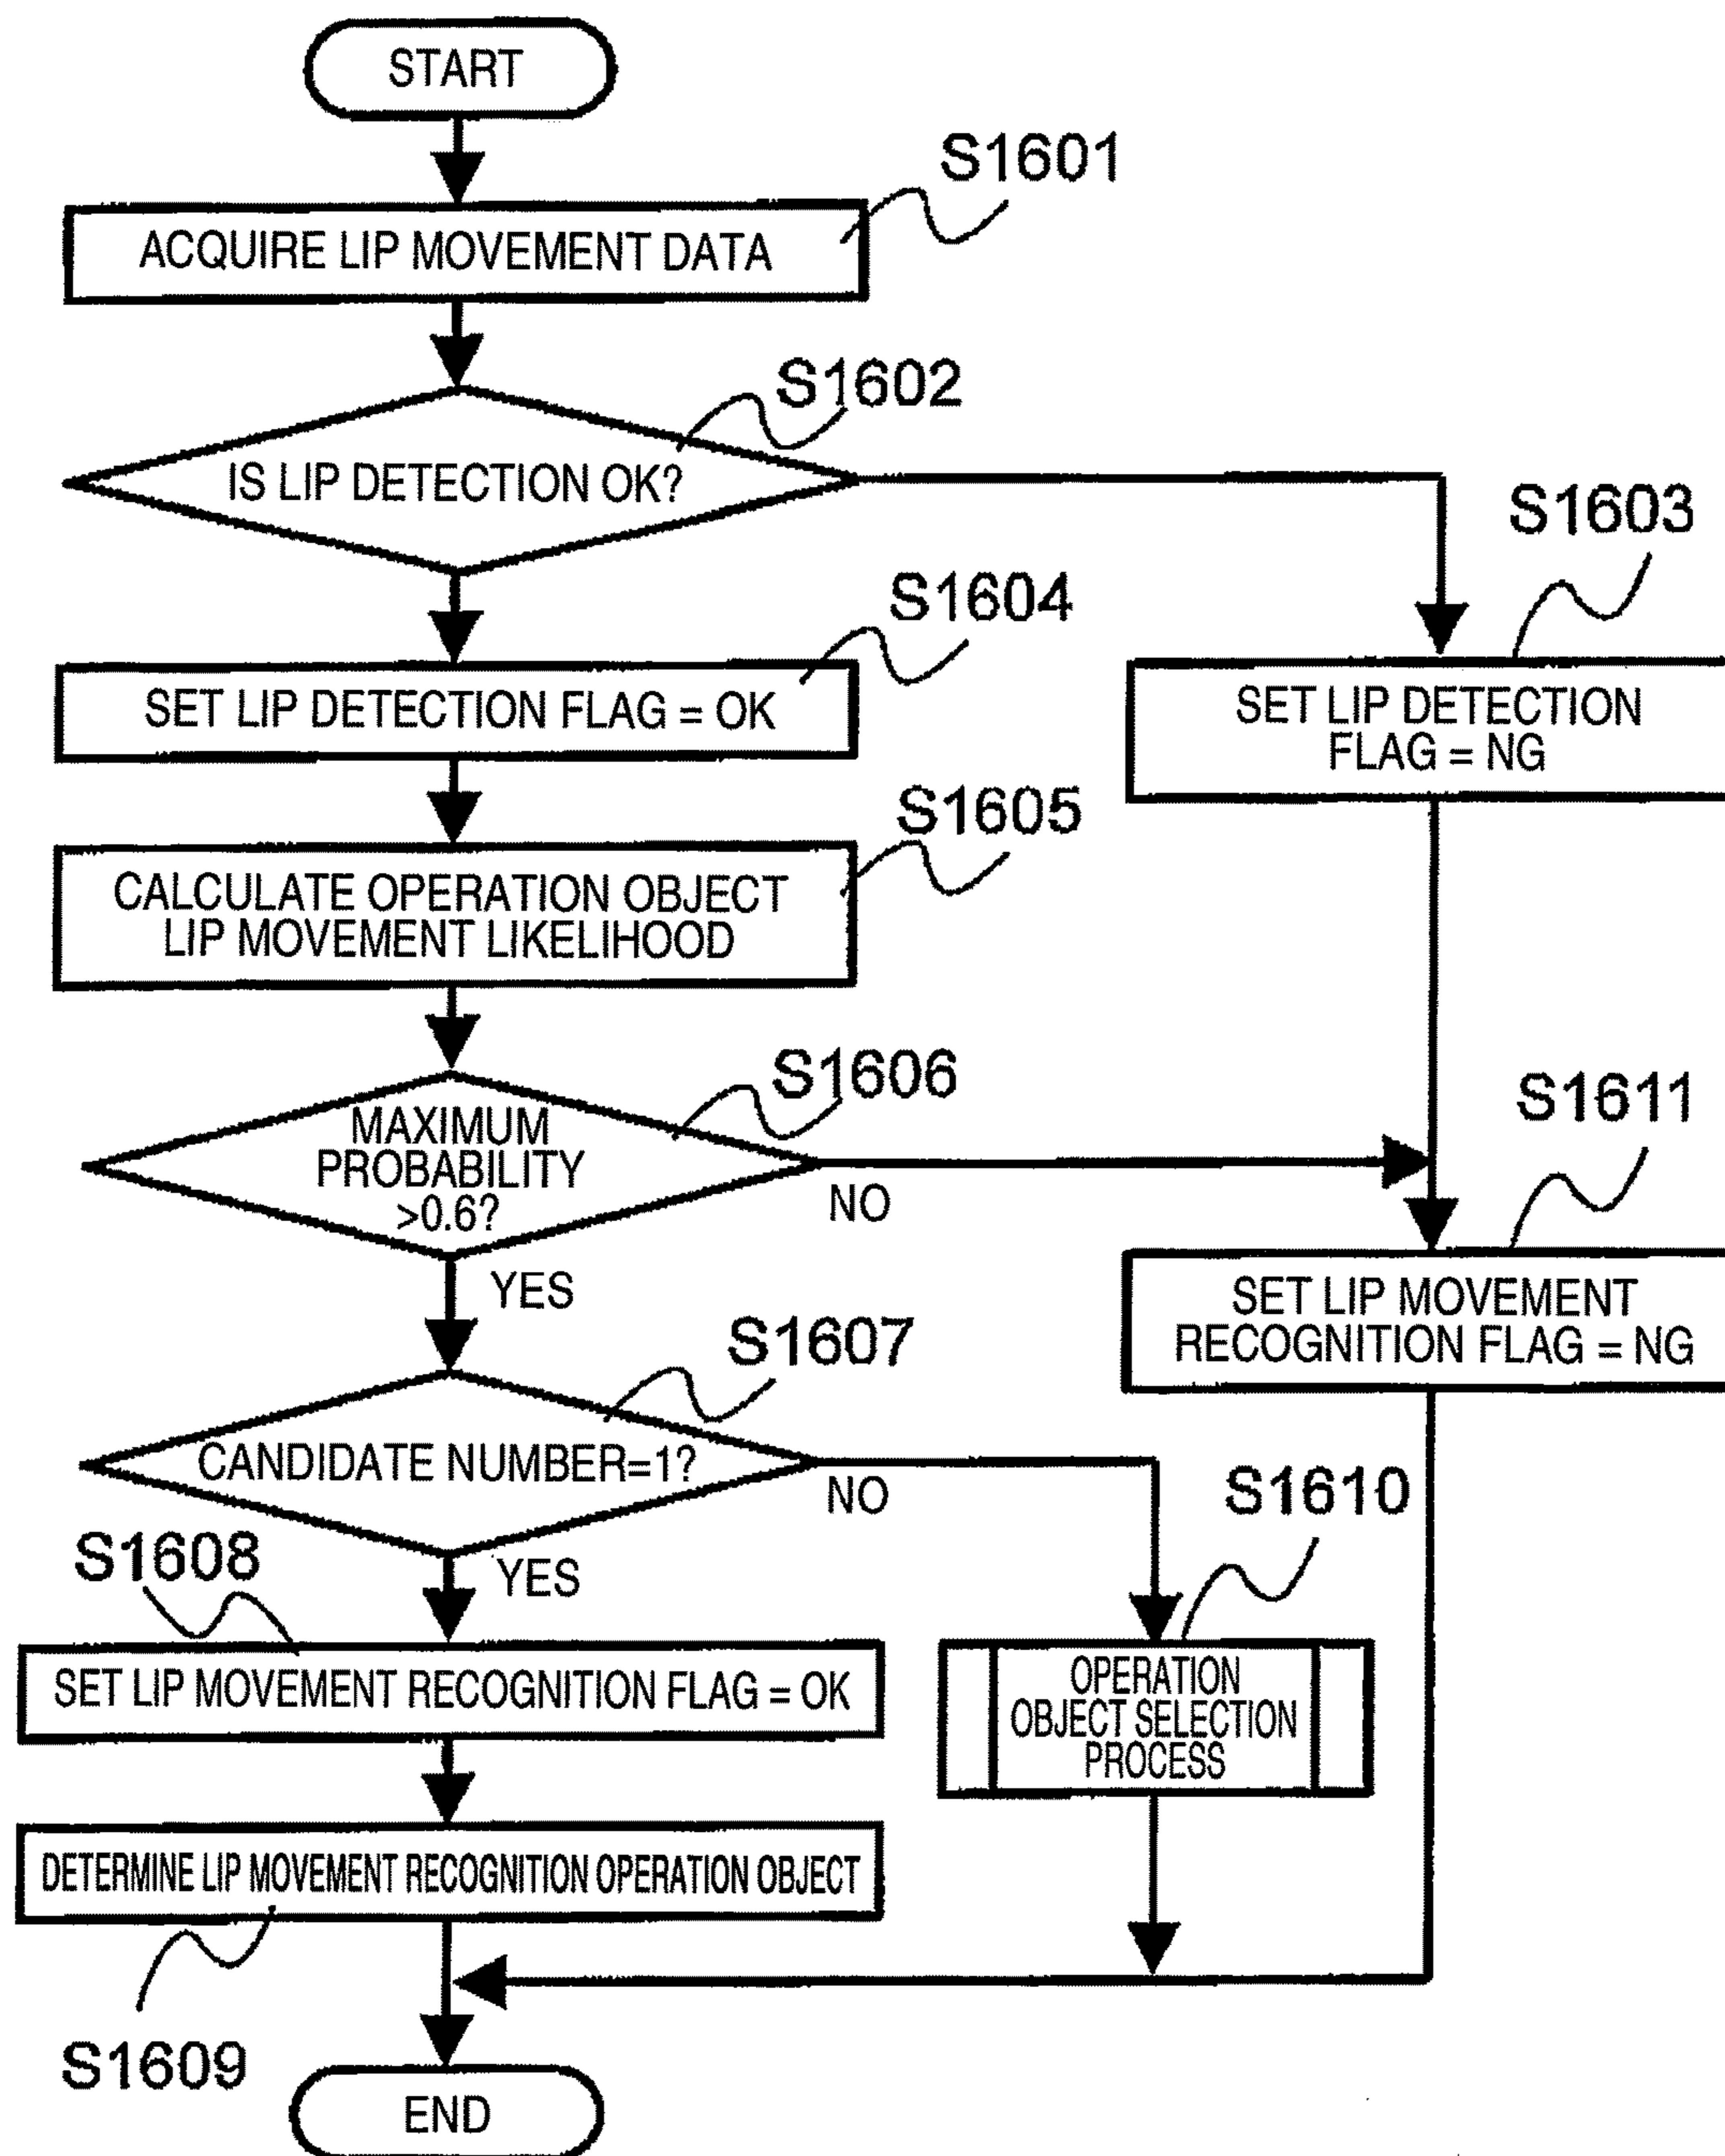 START
S1601
ACQUIRE LIP MOVEMENT DATA
S1602
IS LIP DETECTION OK?
S1603
SET LIP DETECTION
FLAG = NG
S1604
SET LIP DETECTION FLAG = OK
S1605
CALCULATE OPERATION OBJECT
LIP MOVEMENT LIKELIHOOD
S1606
MAXIMUM
PROBABILITY
>0.6?
NO
YES
S1611
SET LIP MOVEMENT
RECOGNITION FLAG = NG
S1607
CANDIDATE NUMBER=1?
NO
YES
S1610
OPERATION
OBJECT SELECTION
PROCESS
S1608
SET LIP MOVEMENT RECOGNITION FLAG = OK
DETERMINE LIP MOVEMENT RECOGNITION OPERATION OBJECT
S1609
END